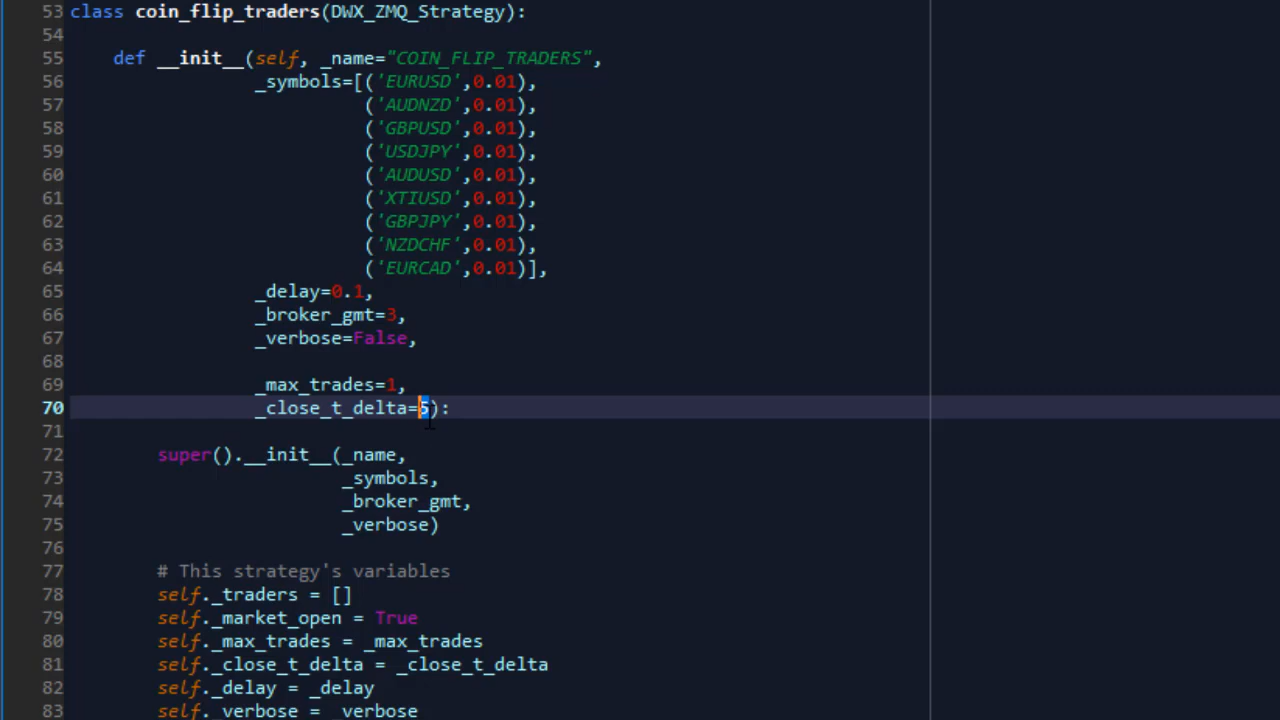 53 class coin_flip_traders(DWX_ZMQ_Strategy):
54
55     def __init__(self, _name="COIN_FLIP_TRADERS",
56                  _symbols=[('EURUSD',0.01),
57                            ('AUDNZD',0.01),
58                            ('GBPUSD',0.01),
59                            ('USDJPY',0.01),
60                            ('AUDUSD',0.01),
61                            ('XTIUSD',0.01),
62                            ('GBPJPY',0.01),
63                            ('NZDCHF',0.01),
64                            ('EURCAD',0.01)],
65                  _delay=0.1,
66                  _broker_gmt=3,
67                  _verbose=False,
68
69                  _max_trades=1,
70                  _close_t_delta=5):
71
72         super().__init__(_name,
73                          _symbols,
74                          _broker_gmt,
75                          _verbose)
76
77         # This strategy's variables
78         self._traders = []
79         self._market_open = True
80         self._max_trades = _max_trades
81         self._close_t_delta = _close_t_delta
82         self._delay = _delay
83         self._verbose = _verbose